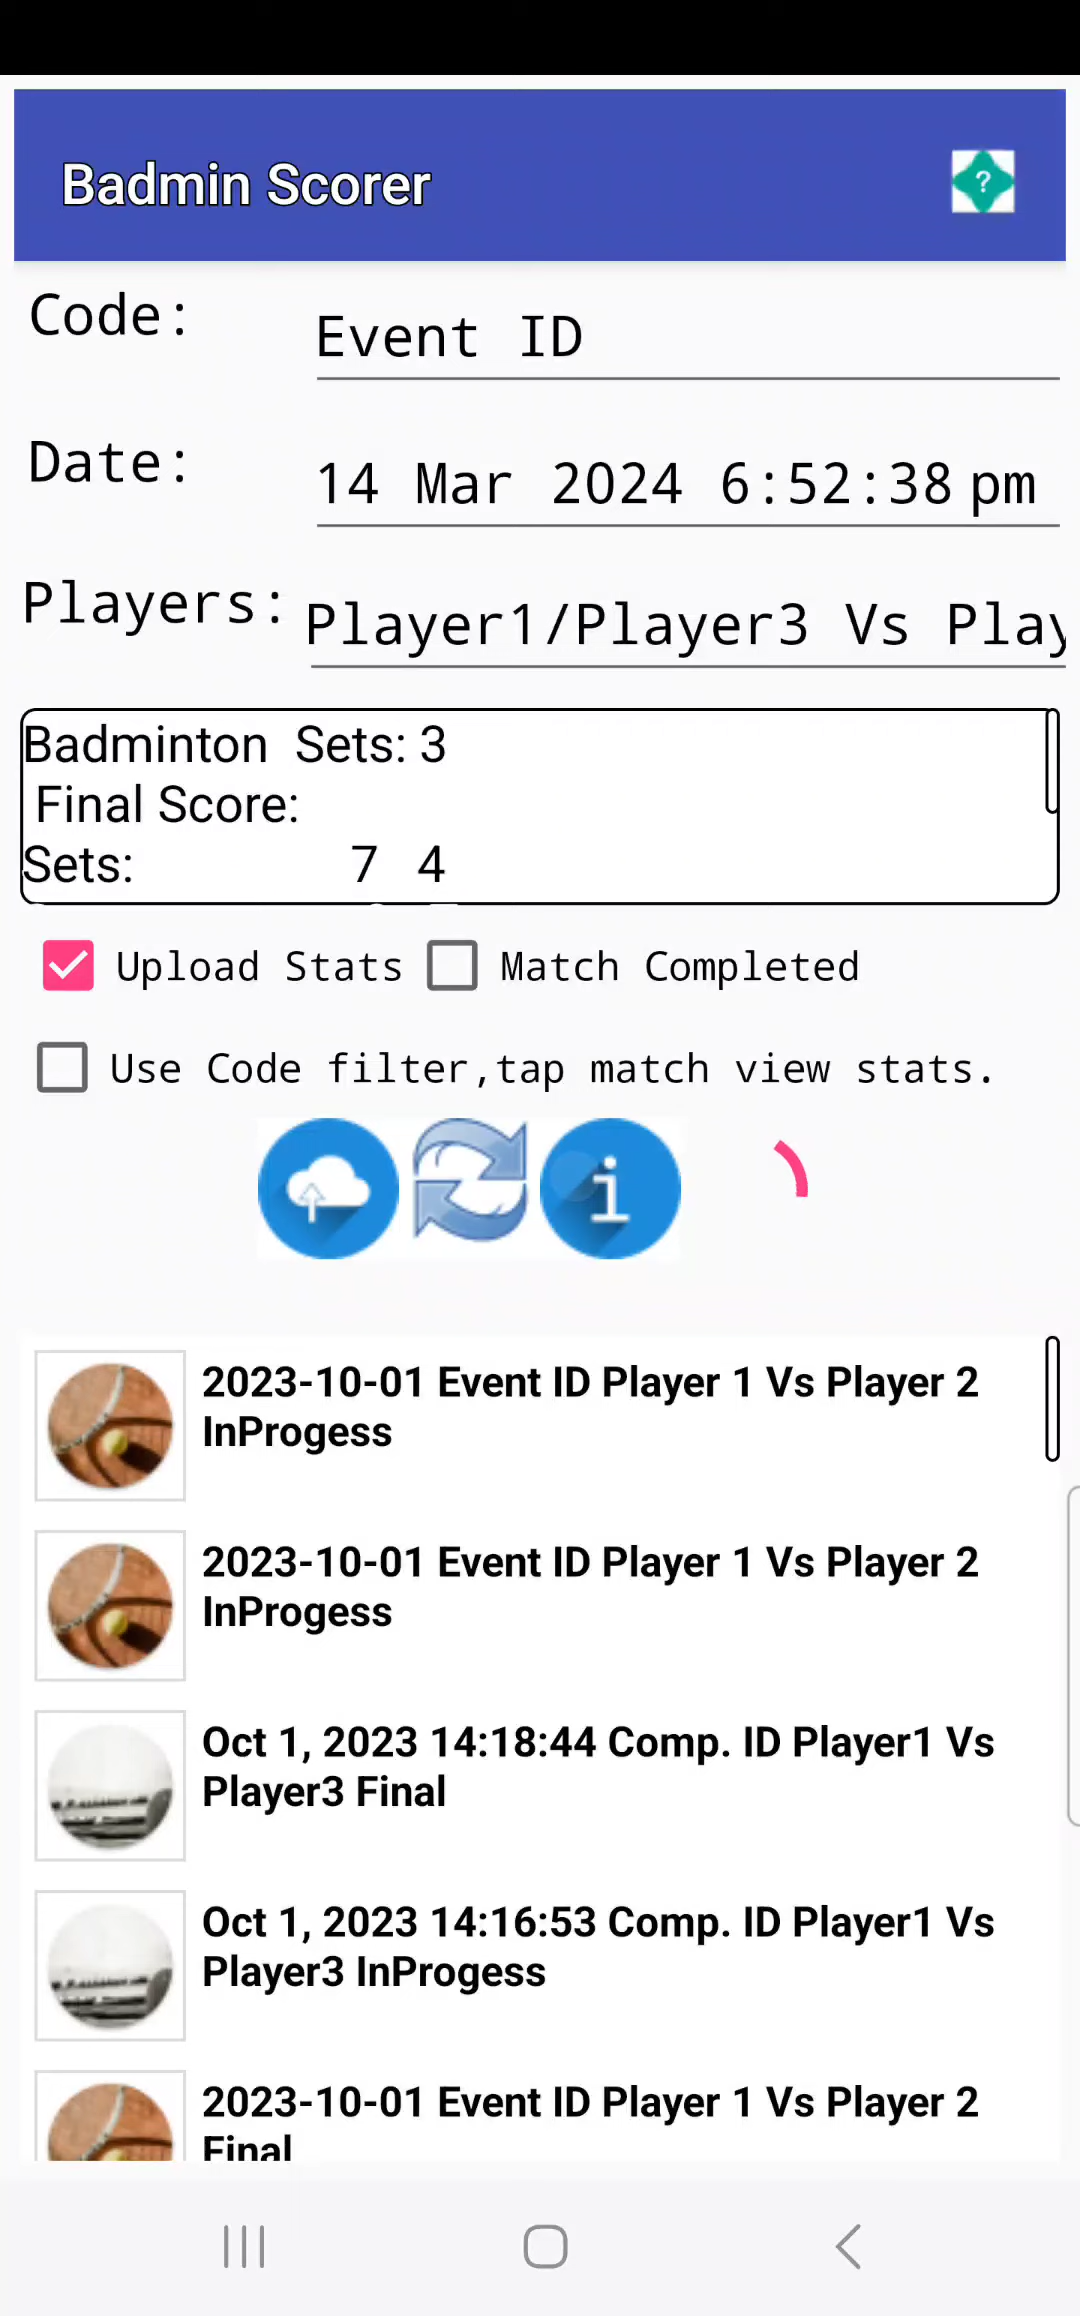 Badmin Scorer
?
Code:
Event ID
Date:
14 Mar 2024 6:52:38 pm
Players:
Player1/Player3 Vs Play
Badminton Sets: 3
Final Score:
Sets: 7 4
Upload Stats
Match Completed
Use Code filter,tap match view stats.
i
2023-10-01 Event ID Player 1 Vs Player 2
InProgess
2023-10-01 Event ID Player 1 Vs Player 2
InProgess
Oct 1, 2023 14:18:44 Comp. ID Player1 Vs
Player3 Final
Oct 1, 2023 14:16:53 Comp. ID Player1 Vs
Player3 InProgess
2023-10-01 Event ID Player 1 Vs Player 2
Final